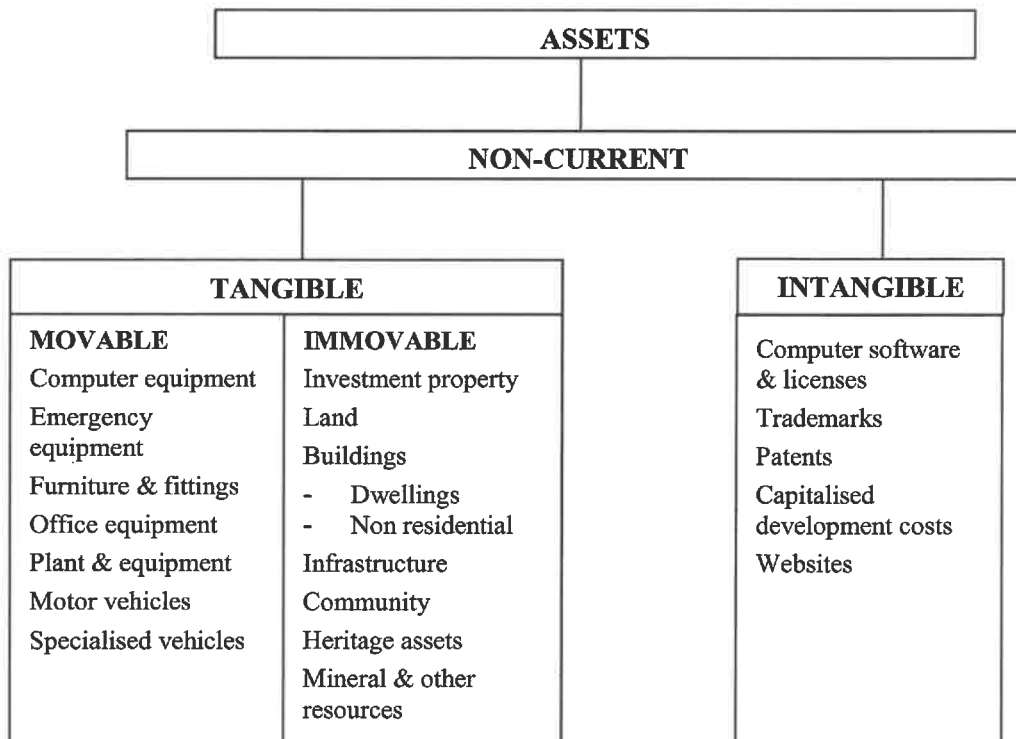 ASSETS
NON-CURRENT
TANGIBLE
MOVABLE
Computer equipment
Emergency
equipment
Furniture & fittings
Office equipment
Plant & equipment
Motor vehicles
Specialised vehicles
IMMOVABLE
Investment property
Land
Buildings
- Dwellings
- Non residential
Infrastructure
Community
Heritage assets
Mineral & other
resources
INTANGIBLE
Computer software
& licenses
Trademarks
Patents
Capitalised
development costs
Websites